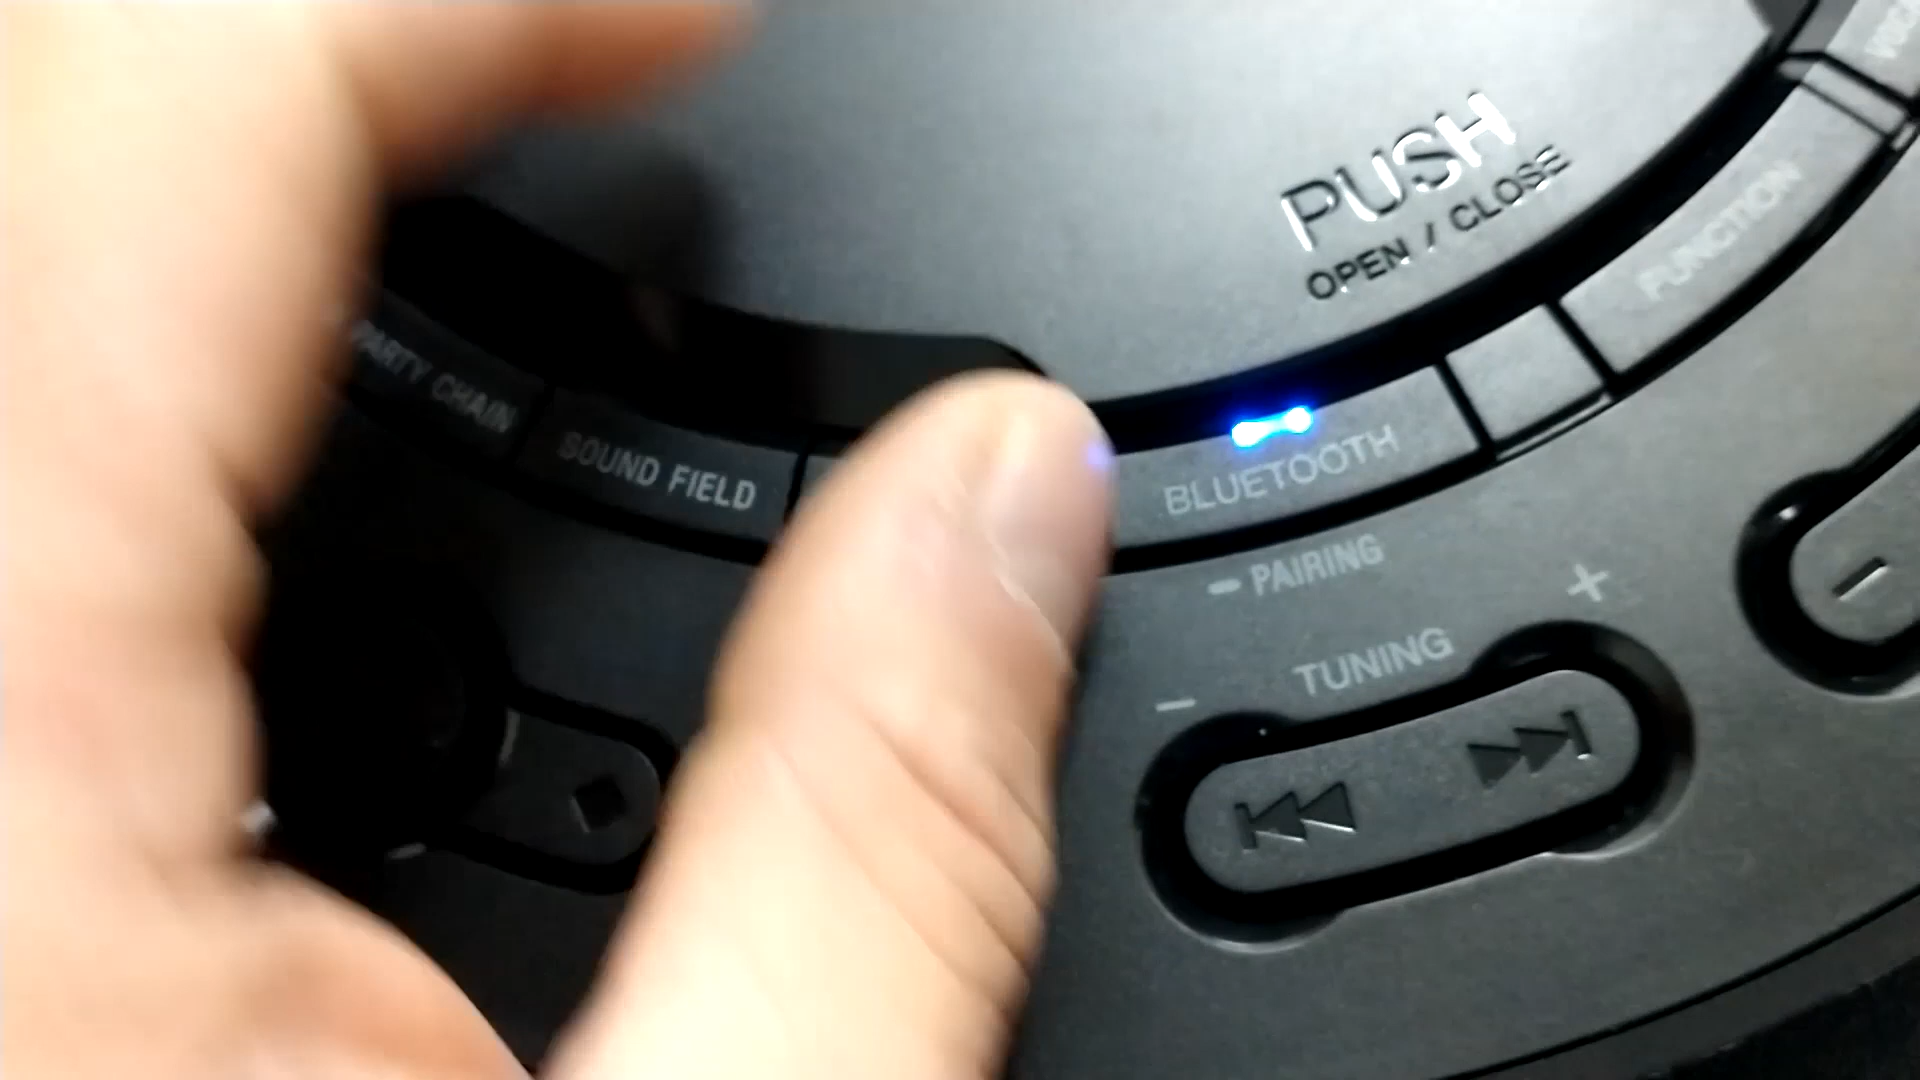 PUSH
OPEN / CLOSE
FUNCTION
PARTY CHAIN
SOUND FIELD
BLUETOOTH
- PAIRING
- TUNING +
-